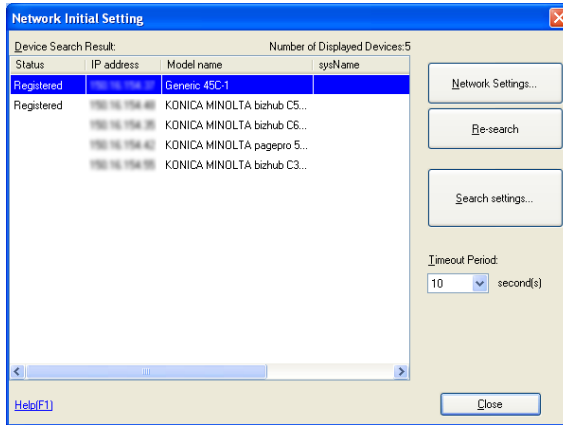 Network Initial Setting
Device Search Result: Number of Displayed Devices:5
Status IP address Model name sysName
Registered Generic 45C-1
Registered KONICA MINOLTA bizhub C5...
KONICA MINOLTA bizhub C6...
KONICA MINOLTA pagepro 5...
KONICA MINOLTA bizhub C3...
Network Settings...
Re-search
Search settings...
Timeout Period:
10 second(s)
Help(F1)
Close